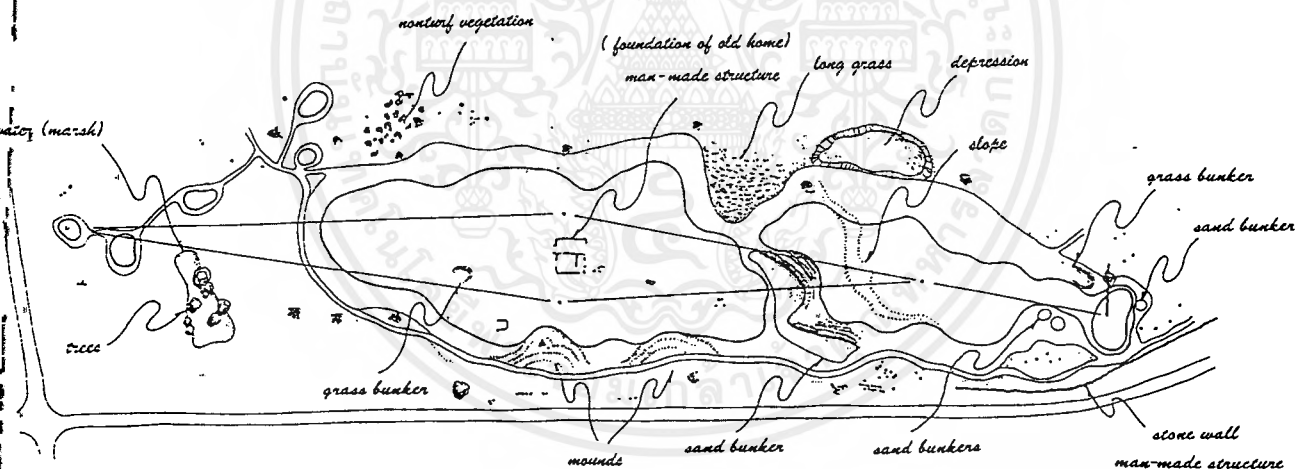 nonturf vegetation
(foundation of old home)
man-made structure
long grass
depression
water (marsh)
slope
grass bunker
sand bunker
trees
grass bunker
mounds
sand bunker
sand bunkers
stone wall
man-made structure